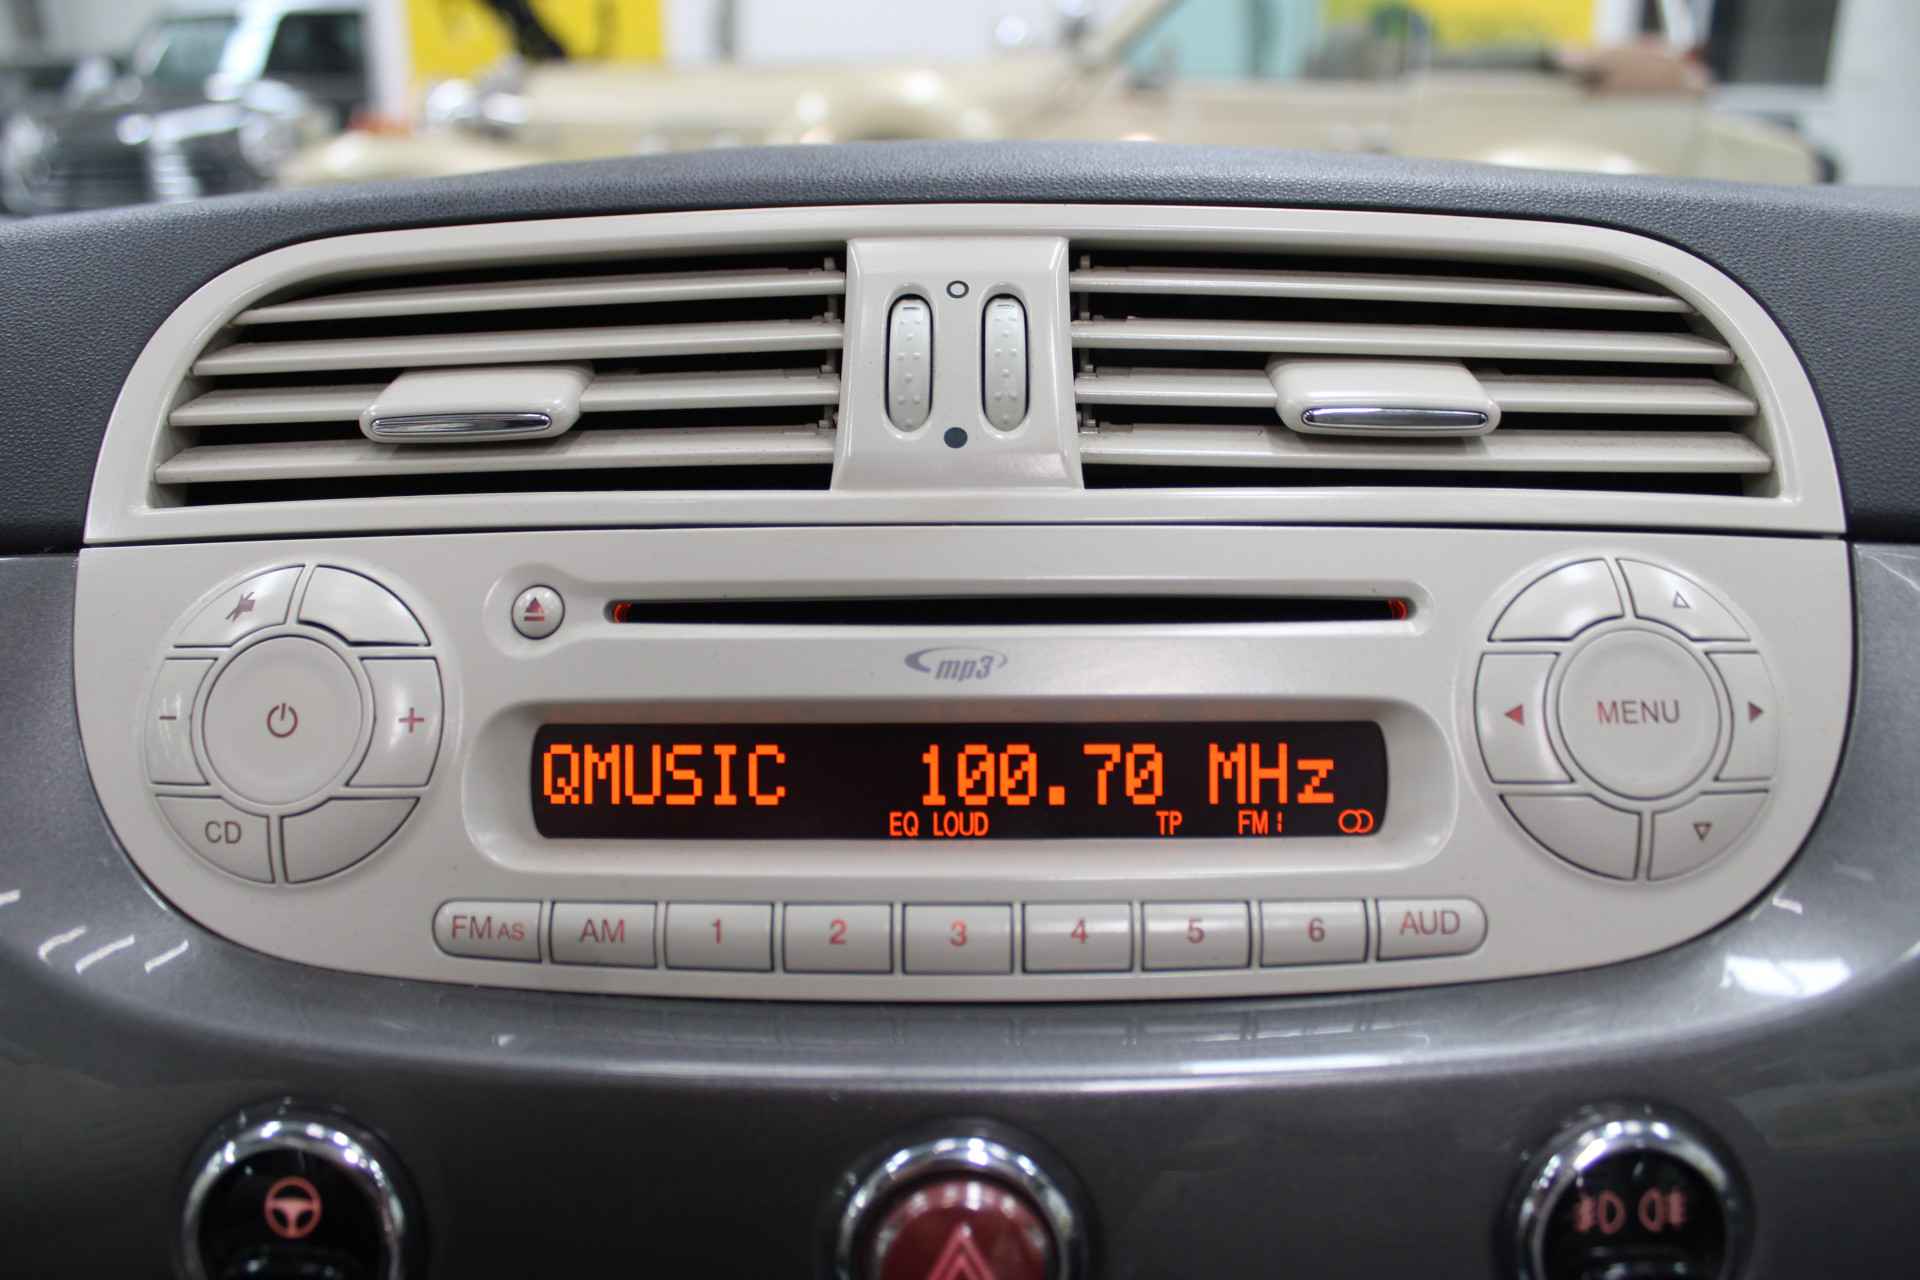 mp3
QMUSIC 100.70 MHz
EQ LOUD TP FM1
MENU
CD
FM AS AM 1 2 3 4 5 6 AUD